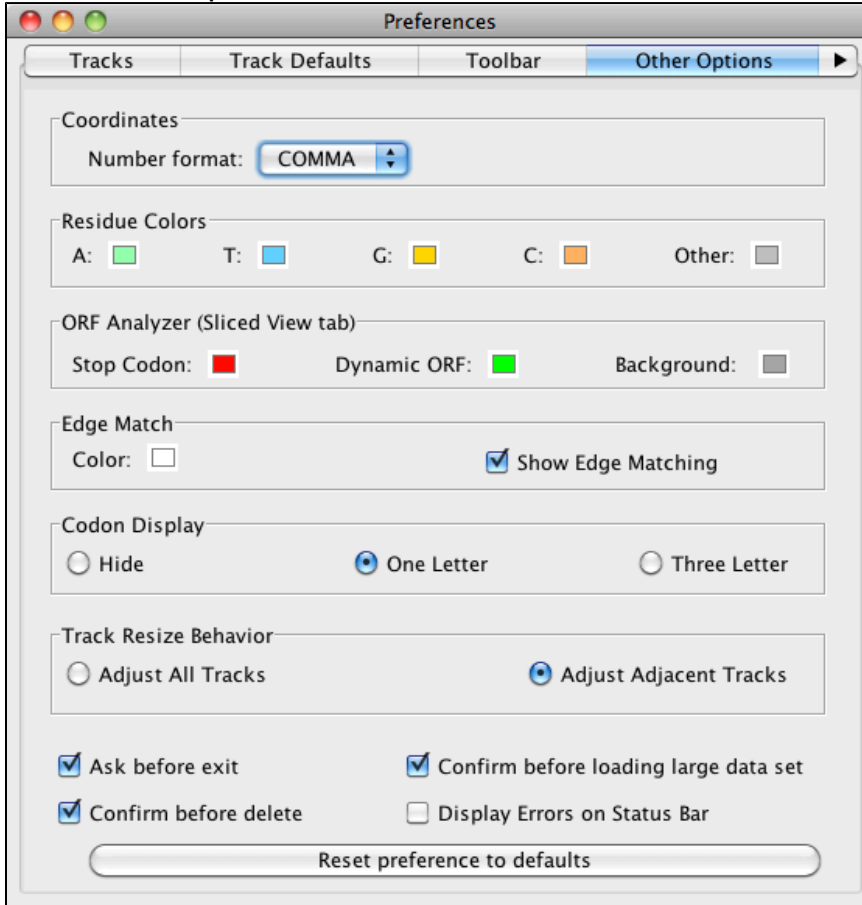 Preferences
Tracks Track Defaults Toolbar Other Options
Coordinates
Number format: COMMA
Residue Colors
A: T: G: C: Other:
ORF Analyzer (Sliced View tab)
Stop Codon: Dynamic ORF: Background:
Edge Match
Color: Show Edge Matching
Codon Display
Hide One Letter Three Letter
Track Resize Behavior
Adjust All Tracks Adjust Adjacent Tracks
Ask before exit Confirm before loading large data set
Confirm before delete Display Errors on Status Bar
Reset preference to defaults